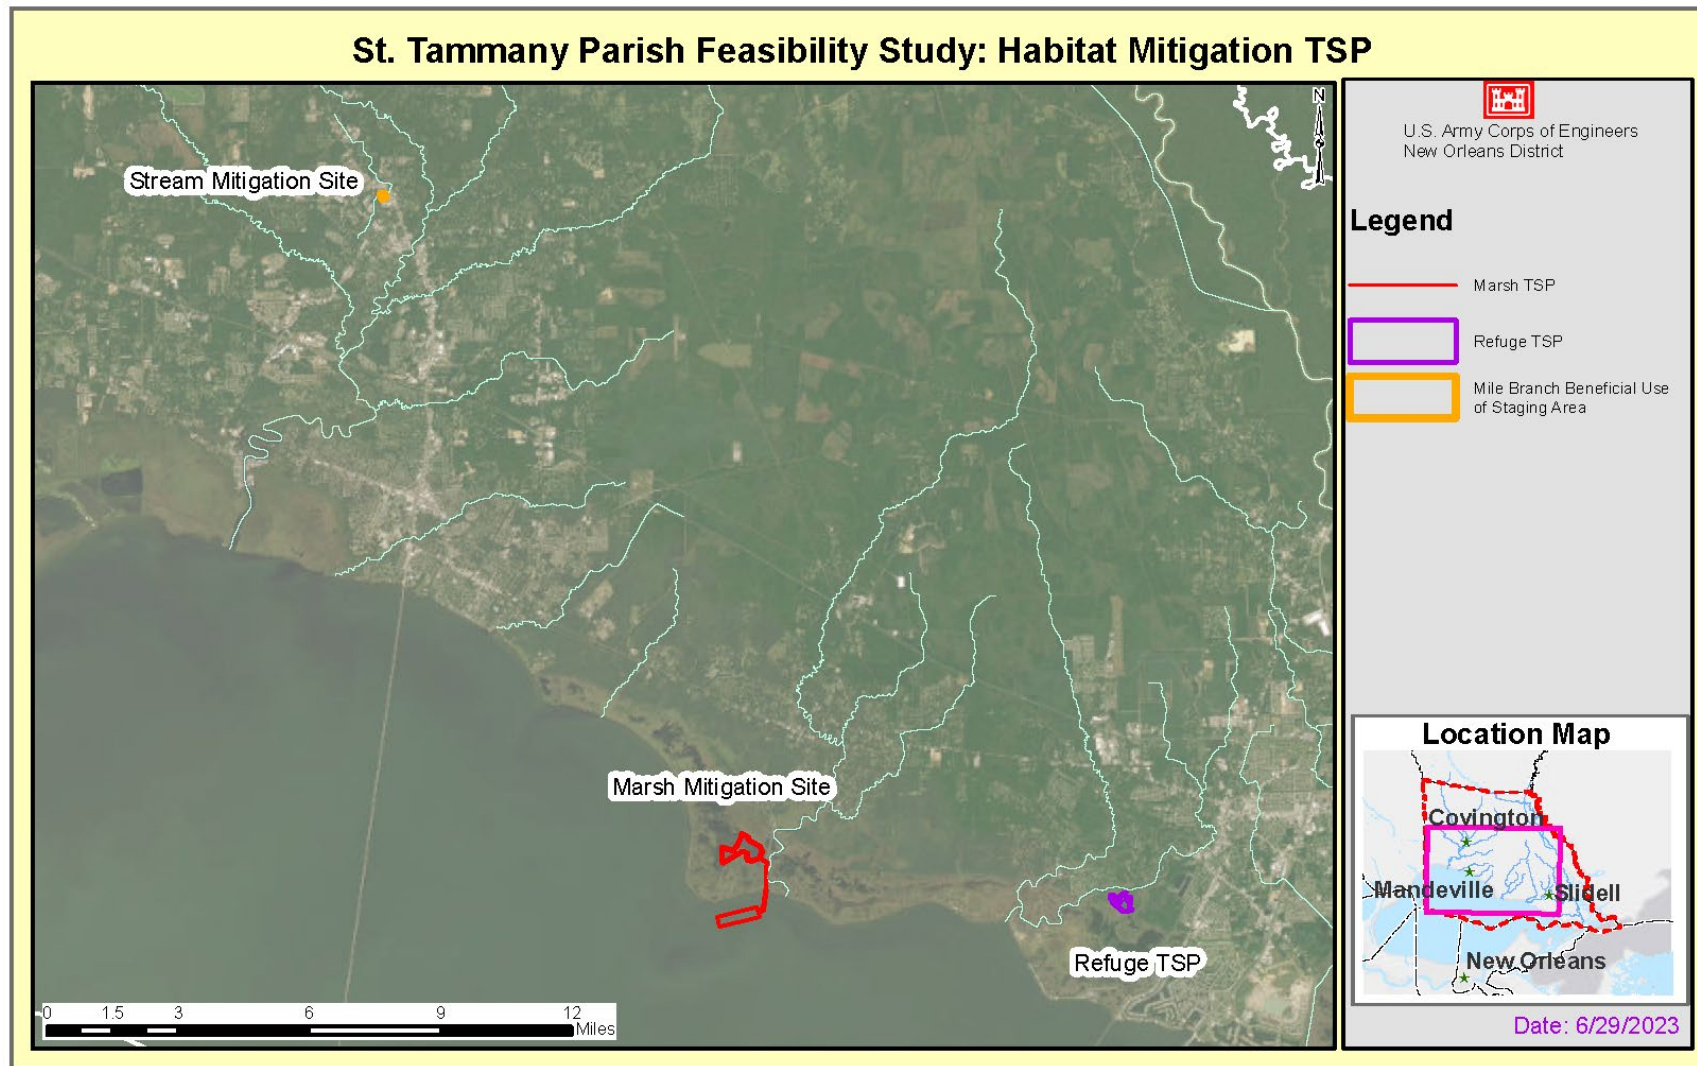 St. Tammany Parish Feasibility Study: Habitat Mitigation TSP
N
Stream Mitigation Site
Marsh Mitigation Site
Refuge TSP
0 1.5 3 6 9 12
Miles
U.S. Army Corps of Engineers
New Orleans District
Legend
Marsh TSP
Refuge TSP
Mile Branch Beneficial Use
of Staging Area
Location Map
Covington
Mandeville
Slidell
New Orleans
Date: 6/29/2023